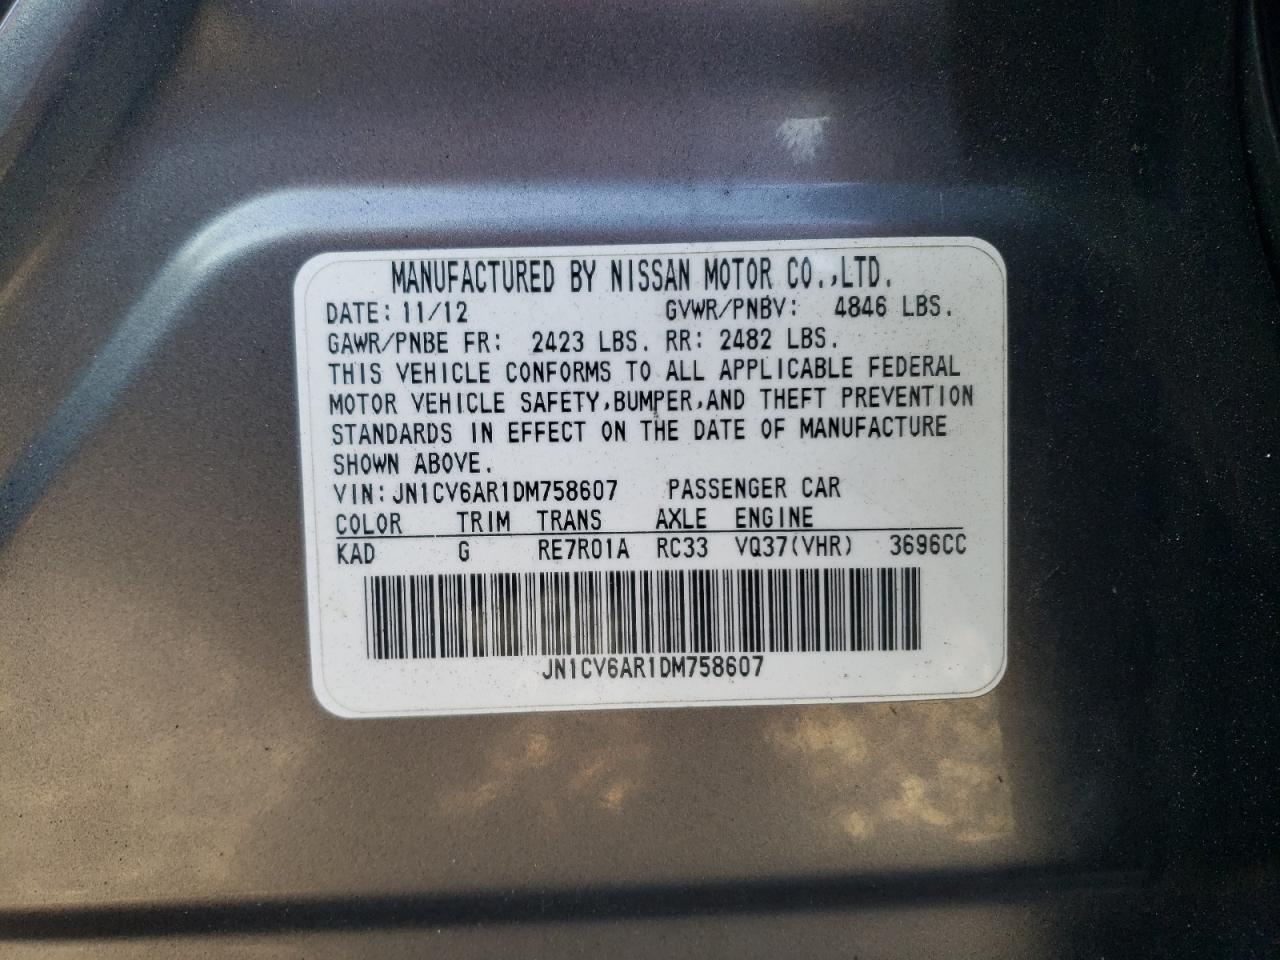 MANUFACTURED BY NISSAN MOTOR CO.,LTD.
DATE: 11/12 GVWR/PNBV: 4846 LBS.
GAWR/PNBE FR: 2423 LBS. RR: 2482 LBS.
THIS VEHICLE CONFORMS TO ALL APPLICABLE FEDERAL
MOTOR VEHICLE SAFETY,BUMPER,AND THEFT PREVENTION
STANDARDS IN EFFECT ON THE DATE OF MANUFACTURE
SHOWN ABOVE.
VIN: JN1CV6AR1DM758607 PASSENGER CAR
COLOR TRIM TRANS AXLE ENGINE
KAD G RE7R01A RC33 VQ37(VHR) 3696CC
JN1CV6AR1DM758607